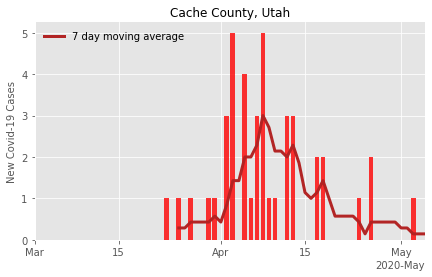 Cache County, Utah
7 day moving average
New Covid-19 Cases
5
4
3
2
1
0
Mar 15 Apr 15 May
2020-May